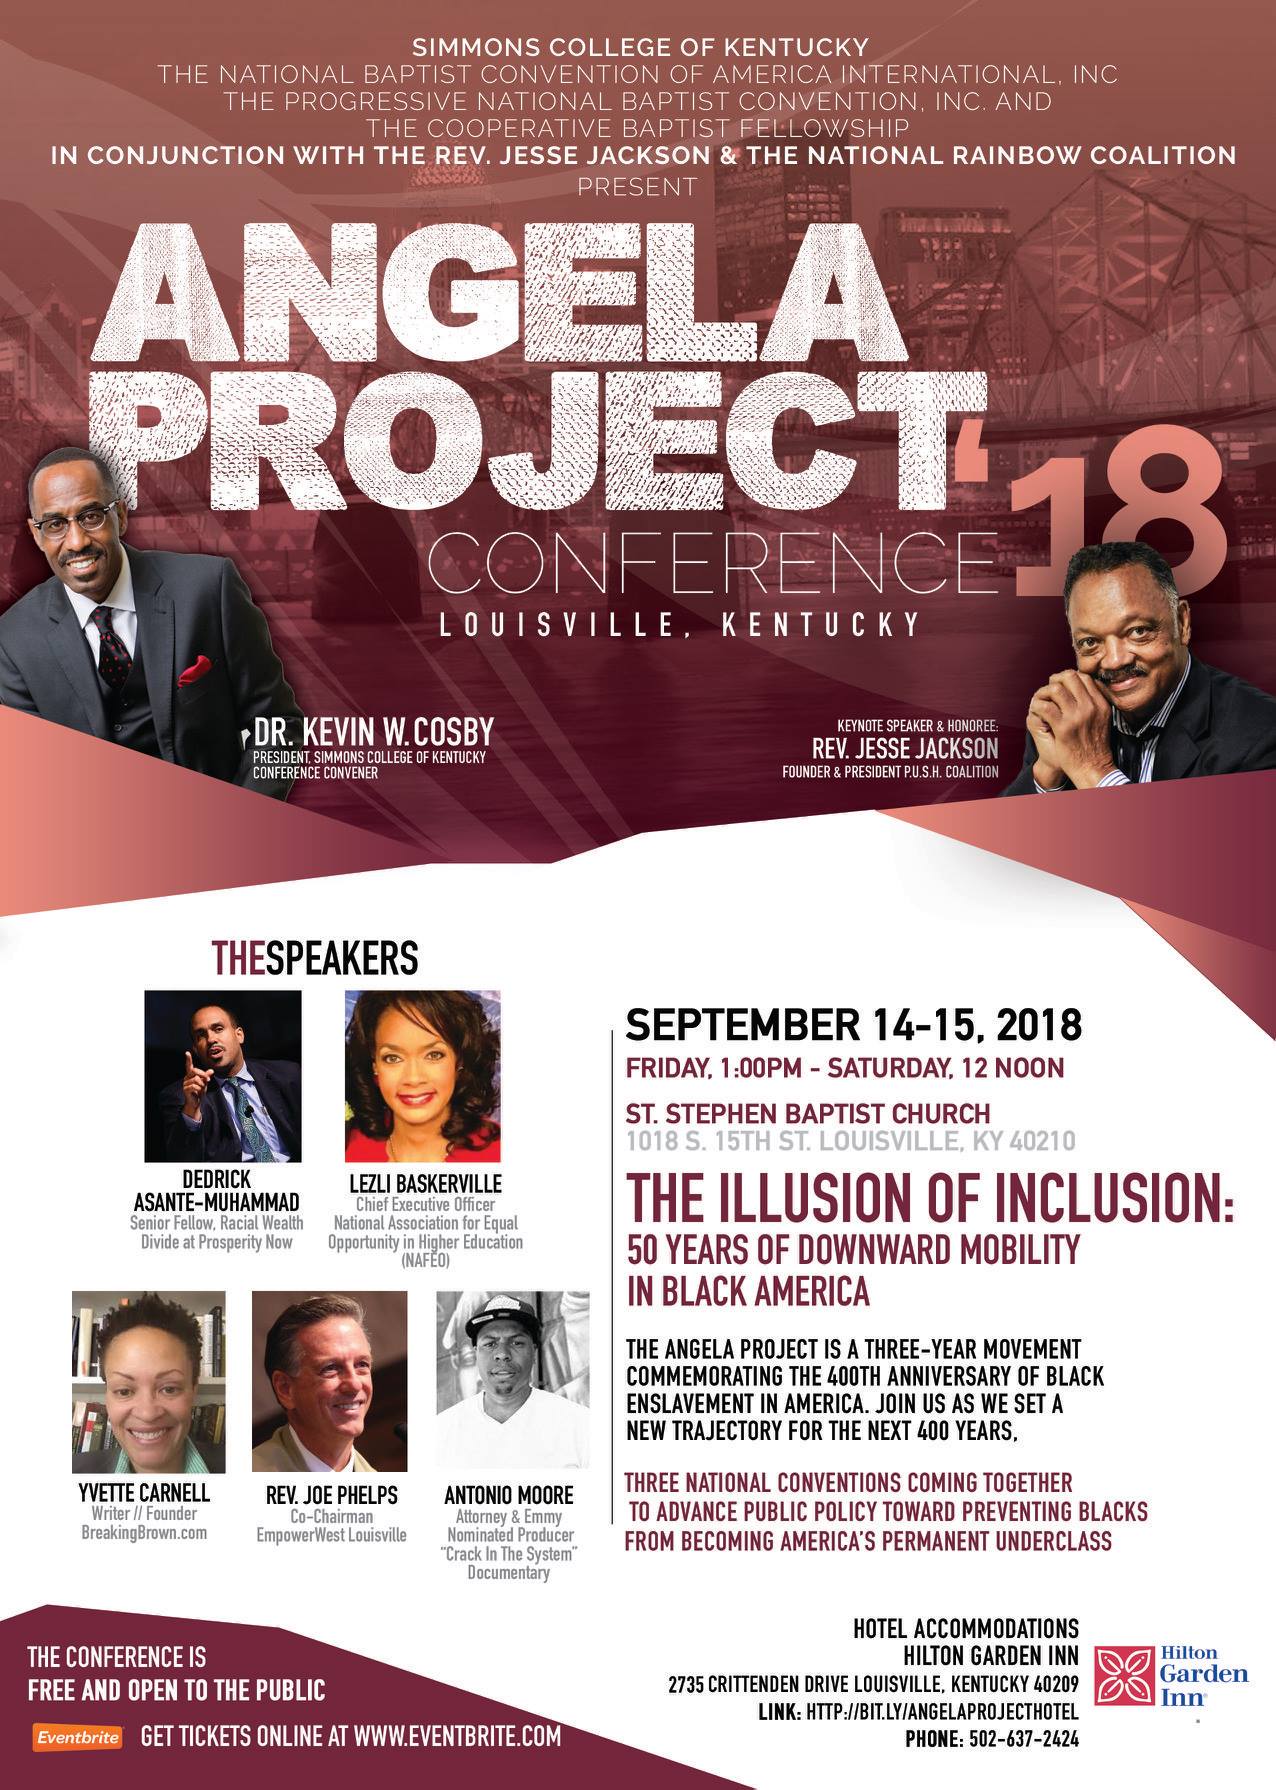 SIMMONS COLLEGE OF KENTUCKY
THE NATIONAL BAPTIST CONVENTION OF AMERICA INTERNATIONAL, INC
THE PROGRESSIVE NATIONAL BAPTIST CONVENTION, INC. AND
THE COOPERATIVE BAPTIST FELLOWSHIP
IN CONJUNCTION WITH THE REV. JESSE JACKSON & THE NATIONAL RAINBOW COALITION
PRESENT
ANGELA
PROJECT
‘18
CONFERENCE
LOUISVILLE, KENTUCKY
DR. KEVIN W. COSBY
PRESIDENT, SIMMONS COLLEGE OF KENTUCKY
CONFERENCE CONVENER
KEYNOTE SPEAKER & HONOREE:
REV. JESSE JACKSON
FOUNDER & PRESIDENT P.U.S.H. COALITION
THESPEAKERS
DEDRICK
ASANTE-MUHAMMAD
Senior Fellow, Racial Wealth
Divide at Prosperity Now
LEZLI BASKERVILLE
Chief Executive Officer
National Association for Equal
Opportunity in Higher Education
(NAFEO)
YVETTE CARNELL
Writer // Founder
BreakingBrown.com
REV. JOE PHELPS
Co-Chairman
EmpowerWest Louisville
ANTONIO MOORE
Attorney & Emmy
Nominated Producer
“Crack In The System”
Documentary
SEPTEMBER 14-15, 2018
FRIDAY, 1:00PM - SATURDAY, 12 NOON
ST. STEPHEN BAPTIST CHURCH
1018 S. 15TH ST. LOUISVILLE, KY 40210
THE ILLUSION OF INCLUSION:
50 YEARS OF DOWNWARD MOBILITY
IN BLACK AMERICA
THE ANGELA PROJECT IS A THREE-YEAR MOVEMENT
COMMEMORATING THE 400TH ANNIVERSARY OF BLACK
ENSLAVEMENT IN AMERICA. JOIN US AS WE SET A
NEW TRAJECTORY FOR THE NEXT 400 YEARS,
THREE NATIONAL CONVENTIONS COMING TOGETHER
TO ADVANCE PUBLIC POLICY TOWARD PREVENTING BLACKS
FROM BECOMING AMERICA’S PERMANENT UNDERCLASS
THE CONFERENCE IS
FREE AND OPEN TO THE PUBLIC
Eventbrite
GET TICKETS ONLINE AT WWW.EVENTBRITE.COM
HOTEL ACCOMMODATIONS
HILTON GARDEN INN
2735 CRITTENDEN DRIVE LOUISVILLE, KENTUCKY 40209
LINK: HTTP://BIT.LY/ANGELAPROJECTHOTEL
PHONE: 502-637-2424
Hilton
Garden
Inn